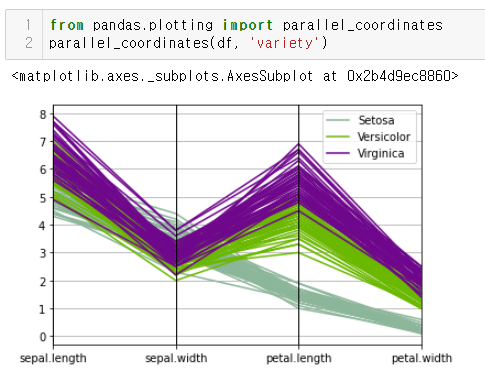 1 from pandas.plotting import parallel_coordinates
2 parallel_coordinates(df, 'variety')
<matplotlib.axes._subplots.AxesSubplot at 0x2b4d9ec8860>
8
Setosa
7
Versicolor
Virginica
6
5
4
3
2
1
0
sepal.length sepal.width petal.length petal.width